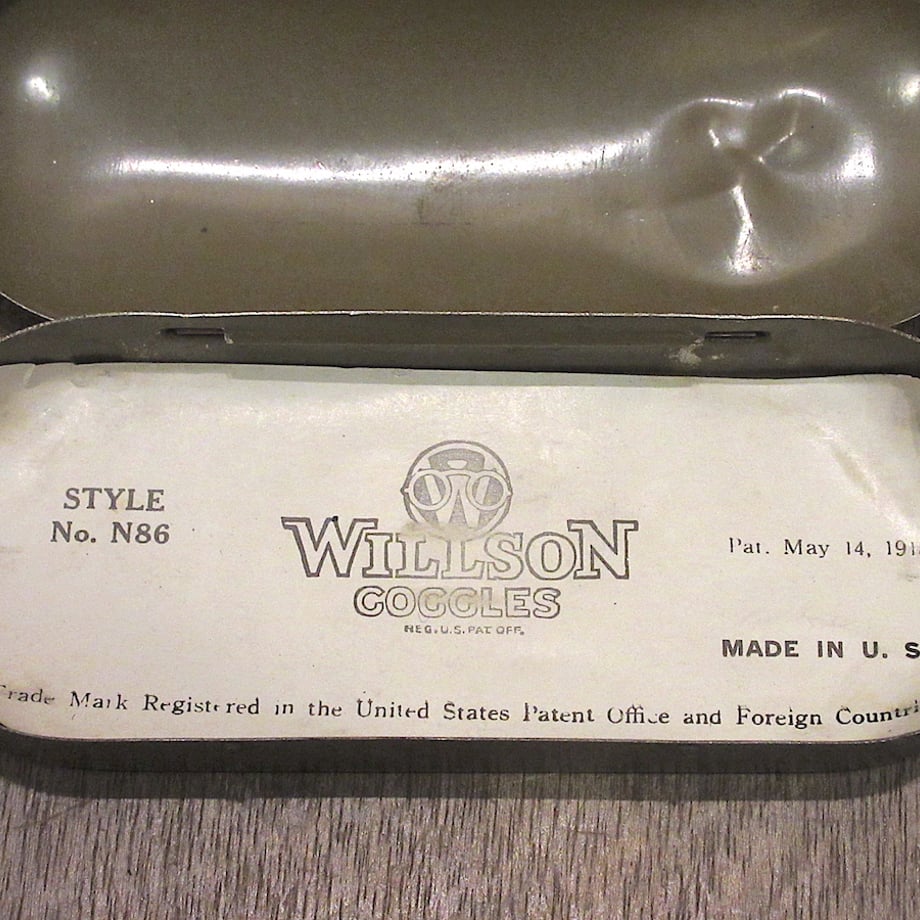 STYLE
No. N86
WILLSON
GOGGLES
REG. U.S. PAT. OFF.
Pat. May 14, 191
MADE IN U. S
Trade Mark Registered in the United States Patent Office and Foreign Countri